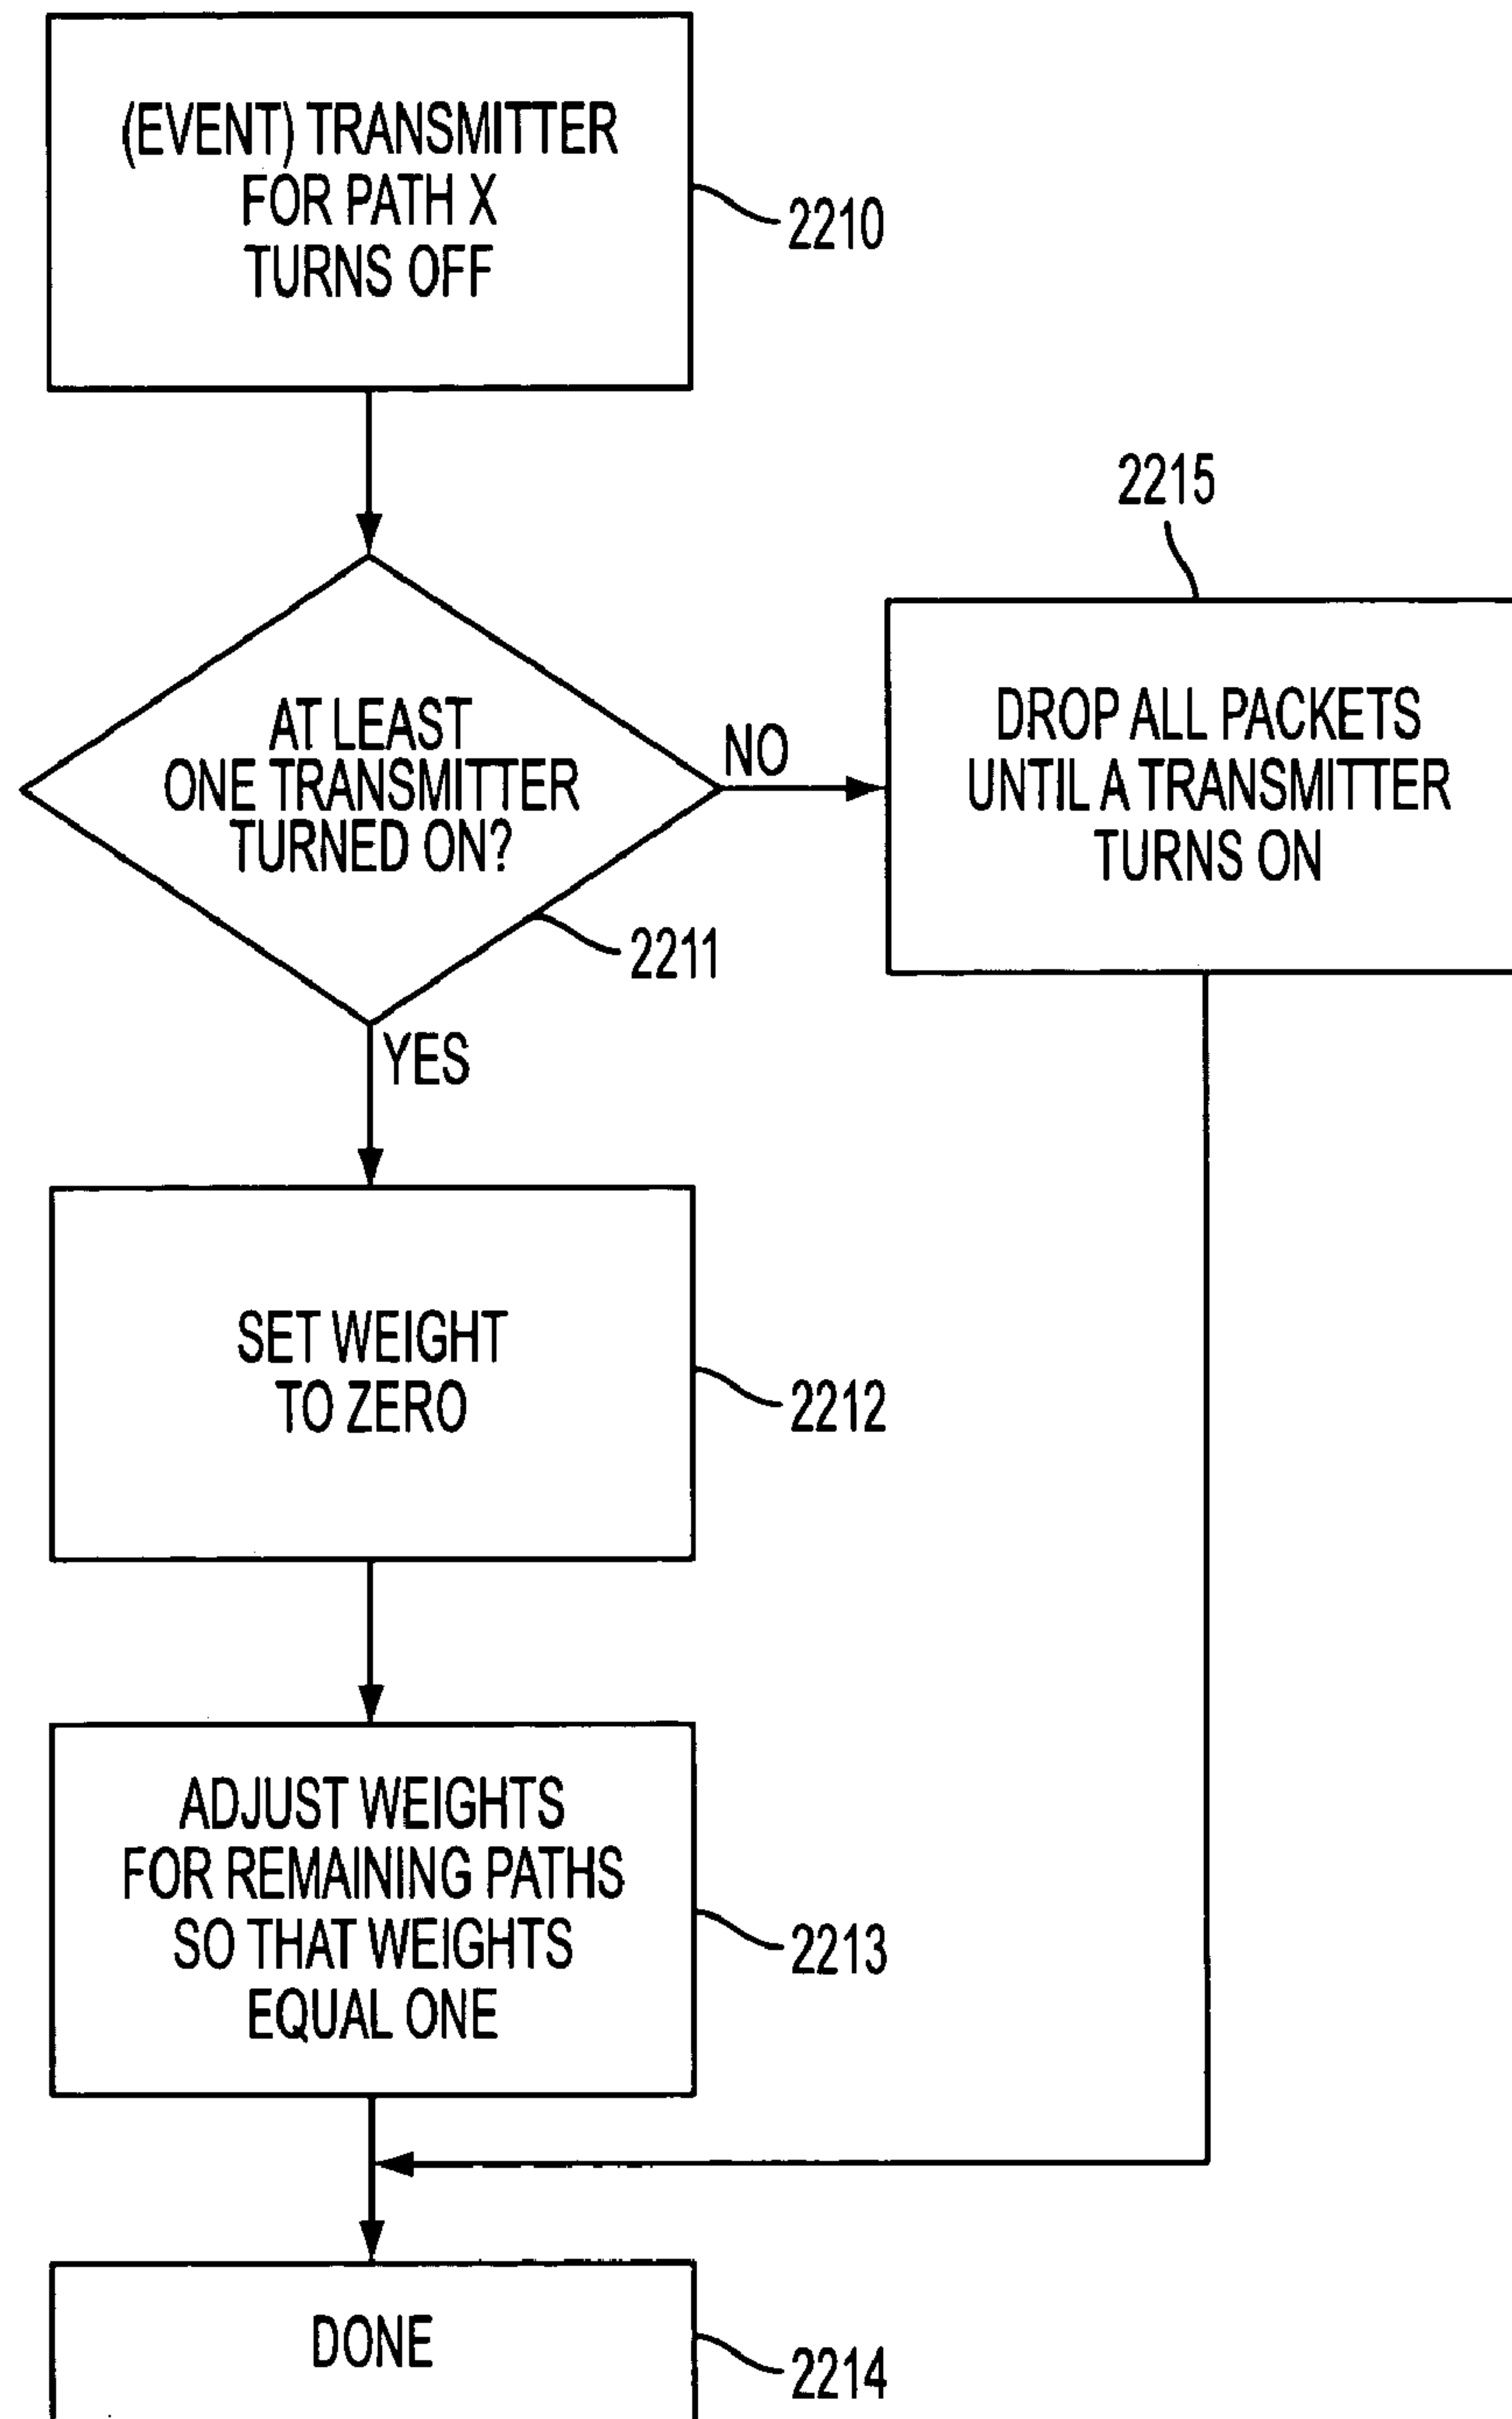 (EVENT) TRANSMITTER
FOR PATH X
TURNS OFF
2210
AT LEAST
ONE TRANSMITTER
TURNED ON?
2211
NO
2215
DROP ALL PACKETS
UNTIL A TRANSMITTER
TURNS ON
YES
SET WEIGHT
TO ZERO
2212
ADJUST WEIGHTS
FOR REMAINING PATHS
SO THAT WEIGHTS
EQUAL ONE
2213
DONE
2214